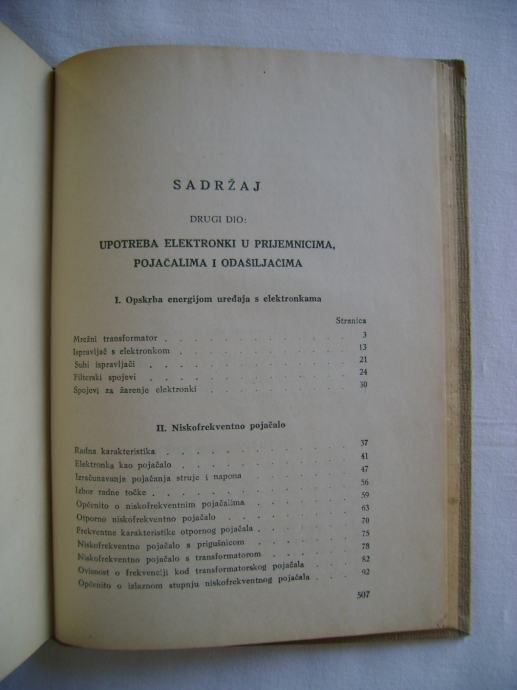 SADRŽAJ
DRUGI DIO:
UPOTREBA ELEKTRONKI U PRIJEMNICIMA,
POJAČALIMA I ODAŠILJAČIMA
I. Opskrba energijom uređaja s elektronkama
Stranica
Mrežni transformator . . . . . . . . . 3
Ispravljač s elektronkom . . . . . . . . . 13
Suhi ispravljači . . . . . . . . . 21
Filterski spojevi . . . . . . . . . 24
Spojevi za žarenje elektronki . . . . . . . . . 30
II. Niskofrekventno pojačalo
Radna karakteristika . . . . . . . . . 37
Elektronka kao pojačalo . . . . . . . . . 41
Izračunavanje pojačanja struje i napona . . . . . . 47
Izbor radne točke . . . . . . . . . 56
Općenito o niskofrekventnim pojačalima . . . . . . 59
Otporno niskofrekventno pojačalo . . . . . . . 63
Frekventne karakteristike otpornog pojačala . . . . . 70
Niskofrekventno pojačalo s prigušnicom . . . . . . 75
Niskofrekventno pojačalo s transformatorom . . . . . 78
Ovisnost o frekvenciji kod transformatorskog pojačala . . . 82
Općenito o izlaznom stupnju niskofrekventnog pojačala . . . 92
507